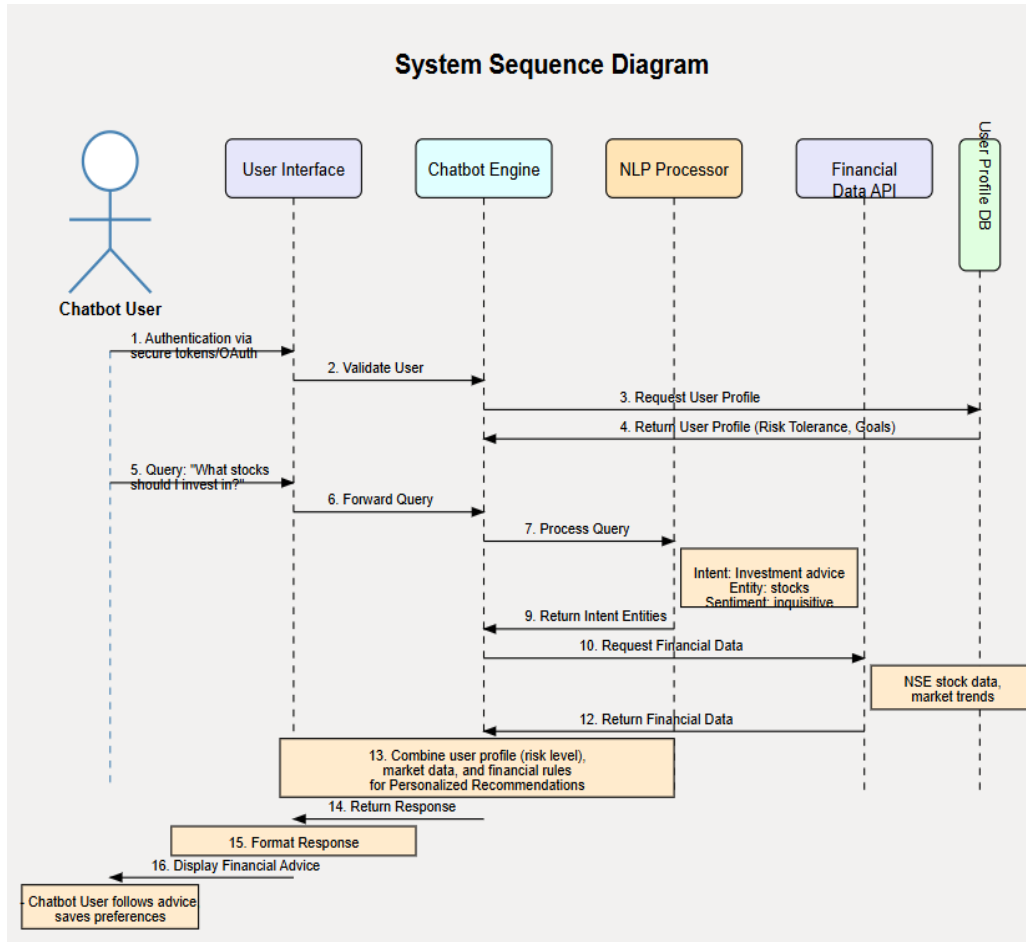 System Sequence Diagram
User Interface
Chatbot Engine
NLP Processor
Financial
Data API
User Profile DB
Chatbot User
1. Authentication via
secure tokens/OAuth
2. Validate User
3. Request User Profile
4. Return User Profile (Risk Tolerance, Goals)
5. Query: "What stocks
should I invest in?"
6. Forward Query
7. Process Query
Intent: Investment advice
Entity: stocks
Sentiment: inquisitive
9. Return Intent Entities
10. Request Financial Data
NSE stock data,
market trends
12. Return Financial Data
13. Combine user profile (risk level),
market data, and financial rules
for Personalized Recommendations
14. Return Response
15. Format Response
16. Display Financial Advice
- Chatbot User follows advice
saves preferences